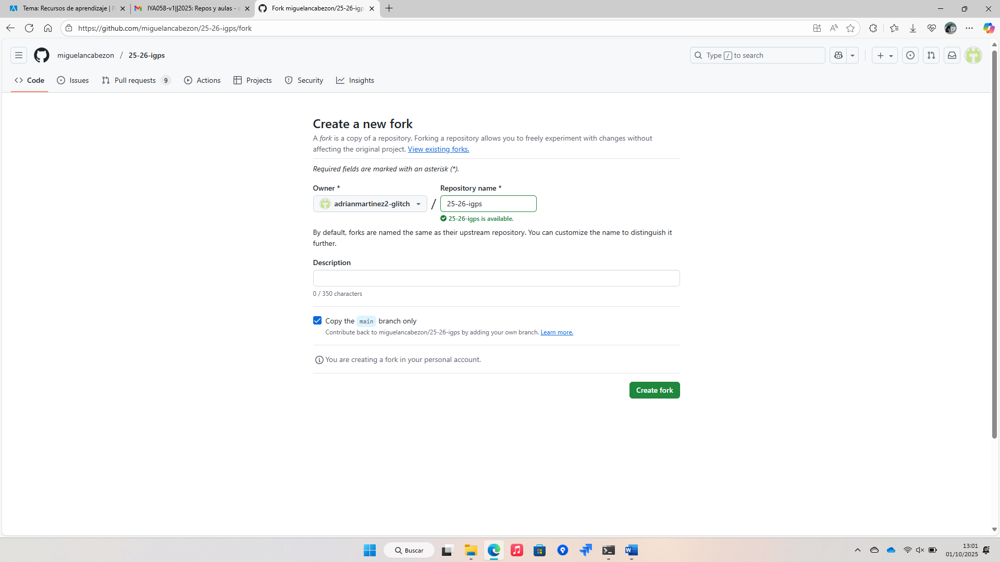 Tema: Recursos de aprendizaje | I
IYA058-v1||2025: Repos y aulas - a
Fork miguelancabezon/25-26-igp
https://github.com/miguelancabezon/25-26-igps/fork
miguelancabezon / 25-26-igps
Type / to search
Code
Issues
Pull requests 9
Actions
Projects
Security
Insights
Create a new fork
A fork is a copy of a repository. Forking a repository allows you to freely experiment with changes without
affecting the original project. View existing forks.
Required fields are marked with an asterisk (*).
Owner *
Repository name *
adrianmartinez2-glitch / 25-26-igps
25-26-igps is available.
By default, forks are named the same as their upstream repository. You can customize the name to distinguish it
further.
Description
0 / 350 characters
Copy the main branch only
Contribute back to miguelancabezon/25-26-igps by adding your own branch. Learn more.
You are creating a fork in your personal account.
Create fork
Buscar
13:01
01/10/2025